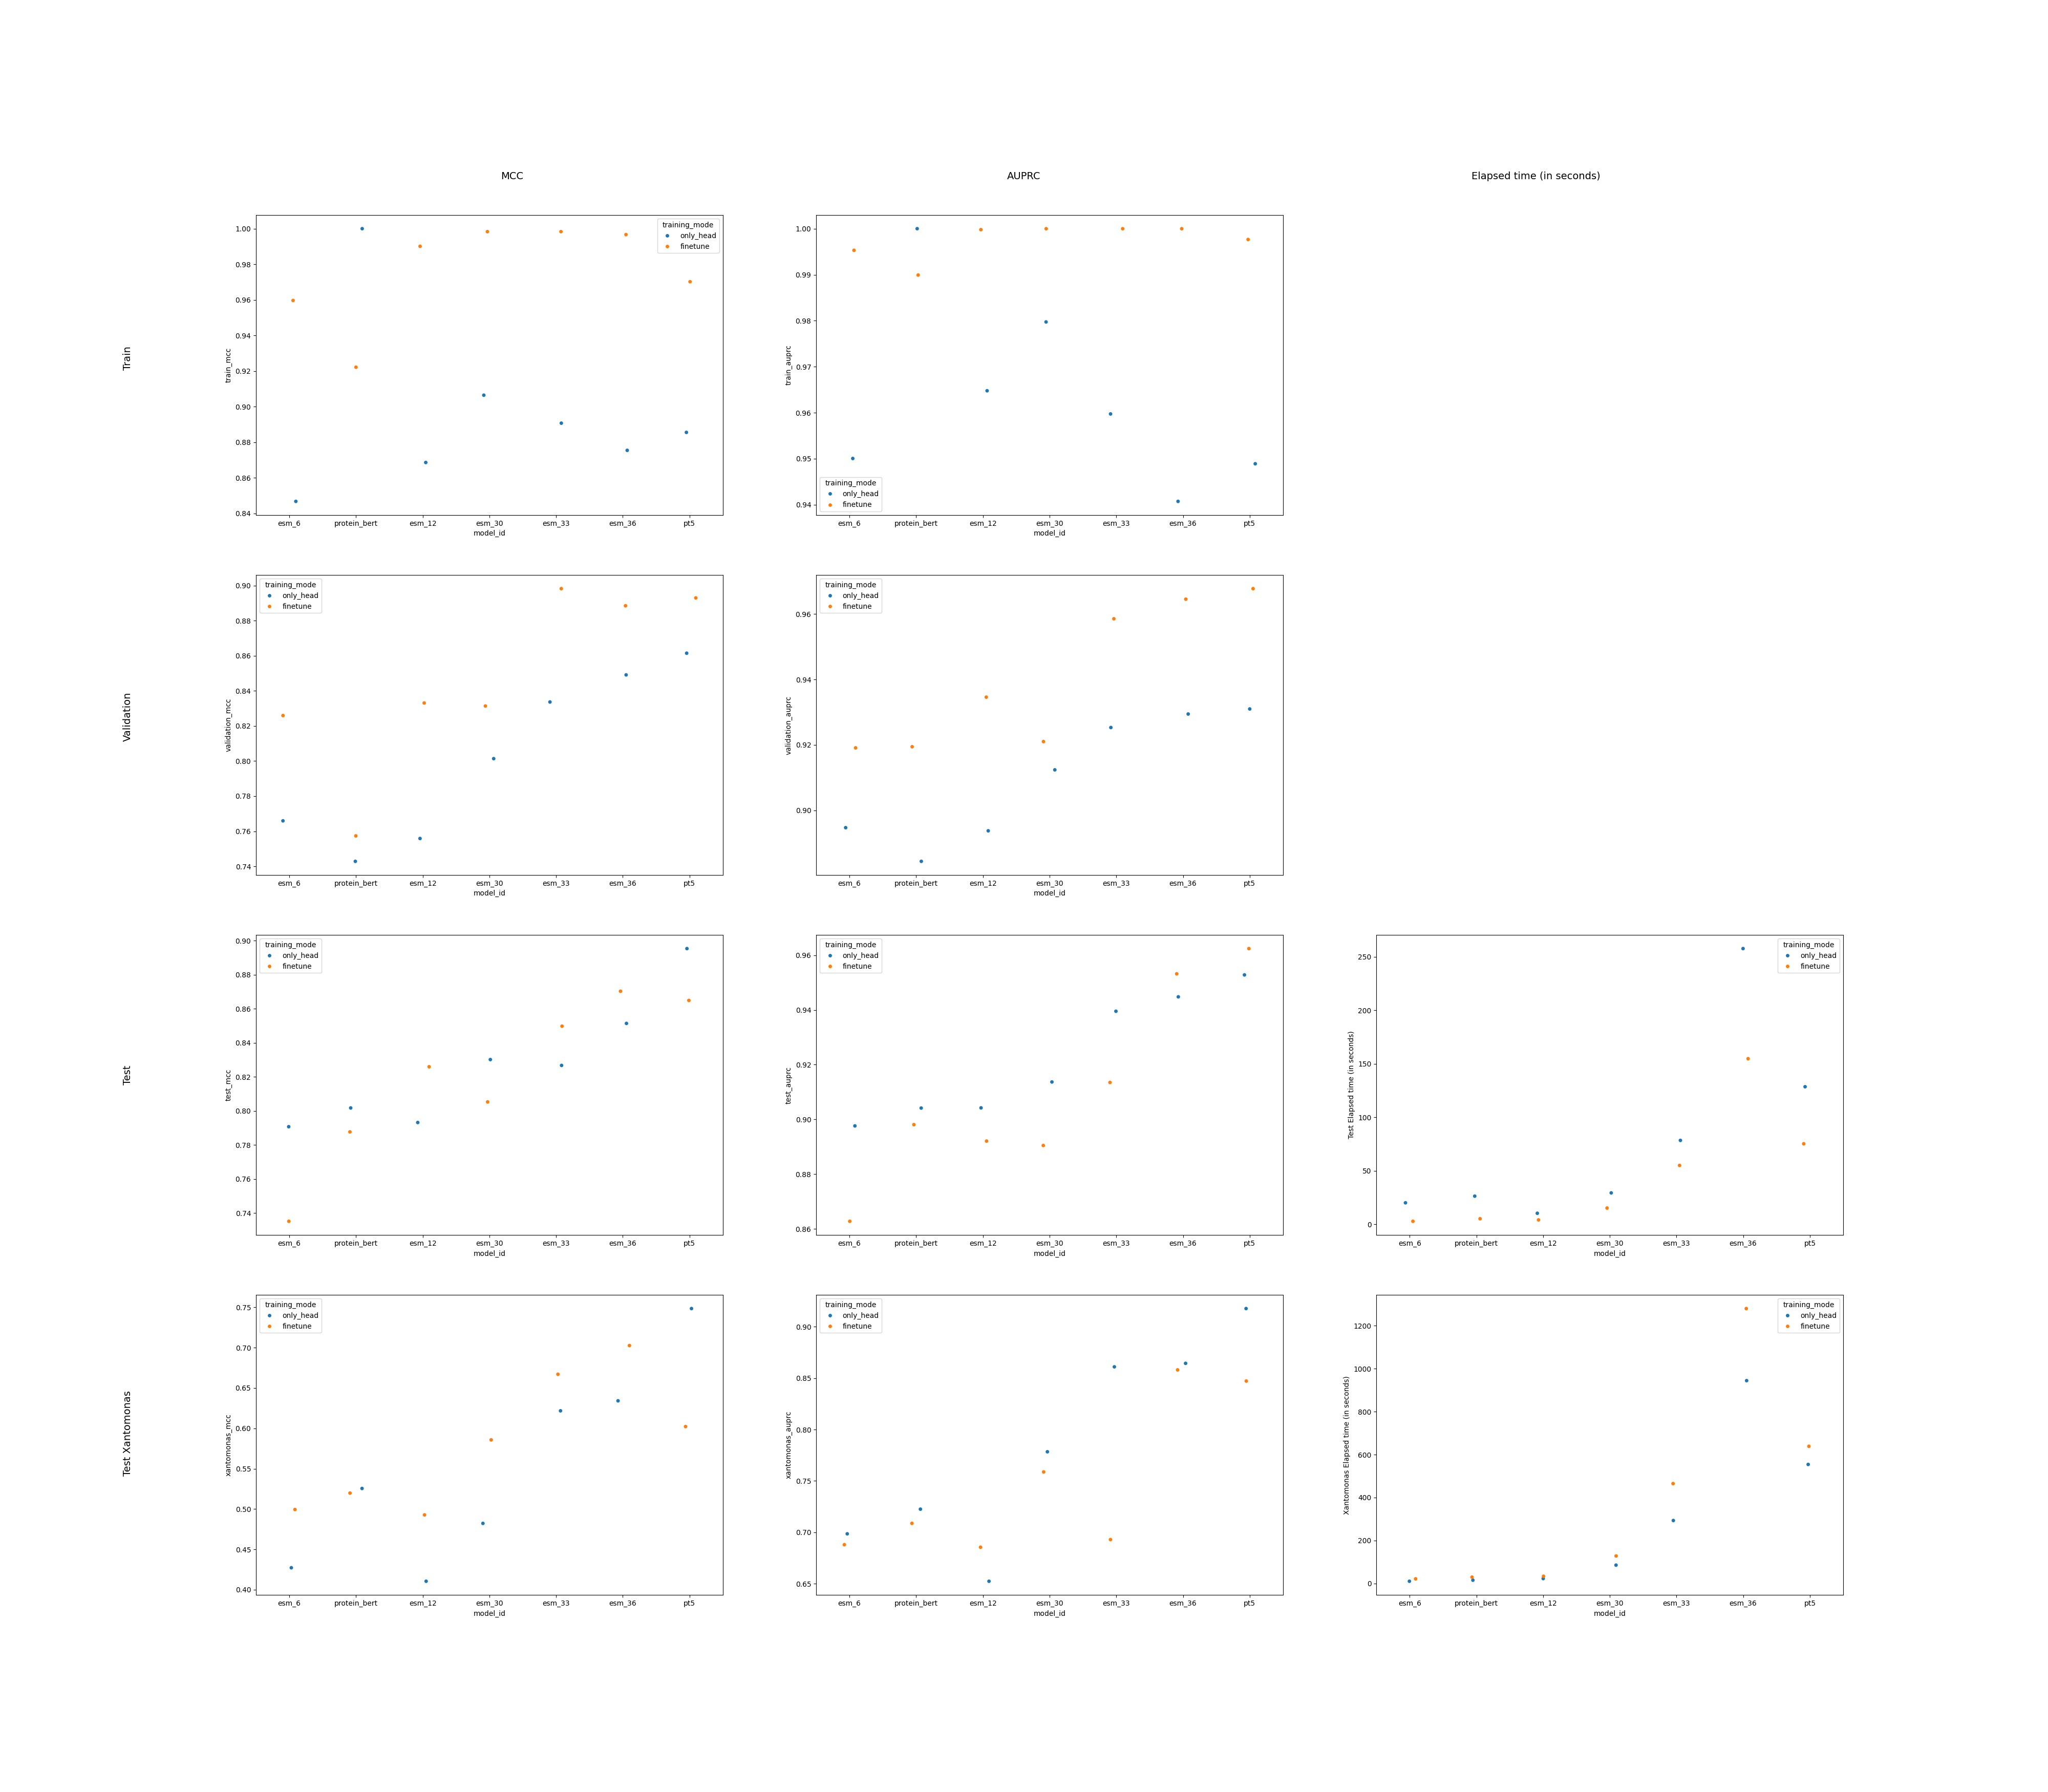 MCC
AUPRC
Elapsed time (in seconds)
Train
train_mcc
1.00
0.98
0.96
0.94
0.92
0.90
0.88
0.86
0.84
training_mode
only_head
finetune
esm_6 protein_bert esm_12 esm_30 esm_33 esm_36 pt5
model_id
train_auprc
1.00
0.99
0.98
0.97
0.96
0.95
0.94
training_mode
only_head
finetune
esm_6 protein_bert esm_12 esm_30 esm_33 esm_36 pt5
model_id
Validation
validation_mcc
0.90
0.88
0.86
0.84
0.82
0.80
0.78
0.76
0.74
training_mode
only_head
finetune
esm_6 protein_bert esm_12 esm_30 esm_33 esm_36 pt5
model_id
validation_auprc
0.96
0.94
0.92
0.90
training_mode
only_head
finetune
esm_6 protein_bert esm_12 esm_30 esm_33 esm_36 pt5
model_id
Test
test_mcc
0.90
0.88
0.86
0.84
0.82
0.80
0.78
0.76
0.74
training_mode
only_head
finetune
esm_6 protein_bert esm_12 esm_30 esm_33 esm_36 pt5
model_id
test_auprc
0.96
0.94
0.92
0.90
0.88
0.86
training_mode
only_head
finetune
esm_6 protein_bert esm_12 esm_30 esm_33 esm_36 pt5
model_id
Test Elapsed time (in seconds)
250
200
150
100
50
0
training_mode
only_head
finetune
esm_6 protein_bert esm_12 esm_30 esm_33 esm_36 pt5
model_id
Test Xantomonas
xantomonas_mcc
0.75
0.70
0.65
0.60
0.55
0.50
0.45
0.40
training_mode
only_head
finetune
esm_6 protein_bert esm_12 esm_30 esm_33 esm_36 pt5
model_id
xantomonas_auprc
0.90
0.85
0.80
0.75
0.70
0.65
training_mode
only_head
finetune
esm_6 protein_bert esm_12 esm_30 esm_33 esm_36 pt5
model_id
Xantomonas Elapsed time (in seconds)
1200
1000
800
600
400
200
0
training_mode
only_head
finetune
esm_6 protein_bert esm_12 esm_30 esm_33 esm_36 pt5
model_id